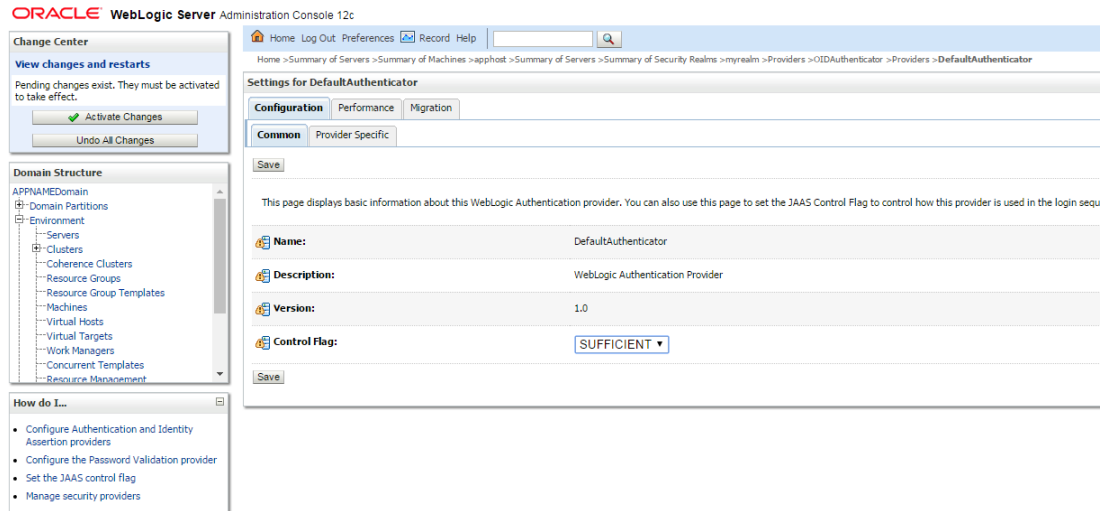 ORACLE WebLogic Server Administration Console 12c
Change Center
View changes and restarts
Pending changes exist. They must be activated
to take effect.
Activate Changes
Undo All Changes
Domain Structure
APPNAMEDomain
Domain Partitions
Environment
Servers
Clusters
Coherence Clusters
Resource Groups
Resource Group Templates
Machines
Virtual Hosts
Virtual Targets
Work Managers
Concurrent Templates
Resource Management
How do I...
Configure Authentication and Identity
Assertion providers
Configure the Password Validation provider
Set the JAAS control flag
Manage security providers
Home Log Out Preferences Record Help
Home >Summary of Servers >Summary of Machines >apphost >Summary of Servers >Summary of Security Realms >myrealm >Providers >OIDAuthenticator >Providers >DefaultAuthenticator
Settings for DefaultAuthenticator
Configuration Performance Migration
Common Provider Specific
Save
This page displays basic information about this WebLogic Authentication provider. You can also use this page to set the JAAS Control Flag to control how this provider is used in the login sequ
Name: DefaultAuthenticator
Description: WebLogic Authentication Provider
Version: 1.0
Control Flag: SUFFICIENT
Save